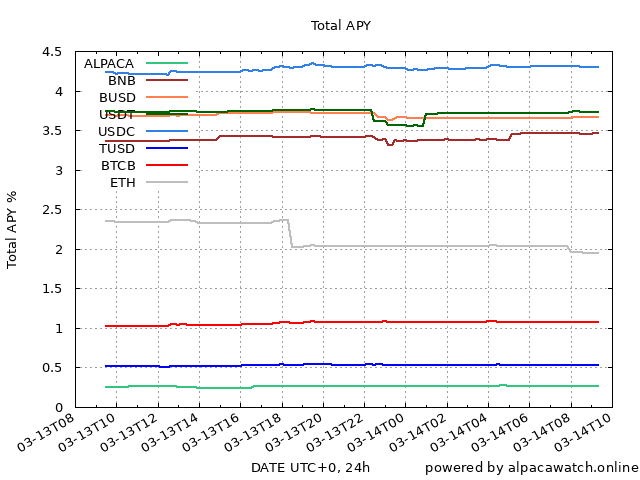 Total APY
Total APY %
4.5
4
3.5
3
2.5
2
1.5
1
0.5
0
ALPACA
BNB
BUSD
USDT
USDC
TUSD
BTCB
ETH
03-13T08
03-13T10
03-13T12
03-13T14
03-13T16
03-13T18
03-13T20
03-13T22
03-14T00
03-14T02
03-14T04
03-14T06
03-14T08
03-14T10
DATE UTC+0, 24h
powered by alpacawatch.online